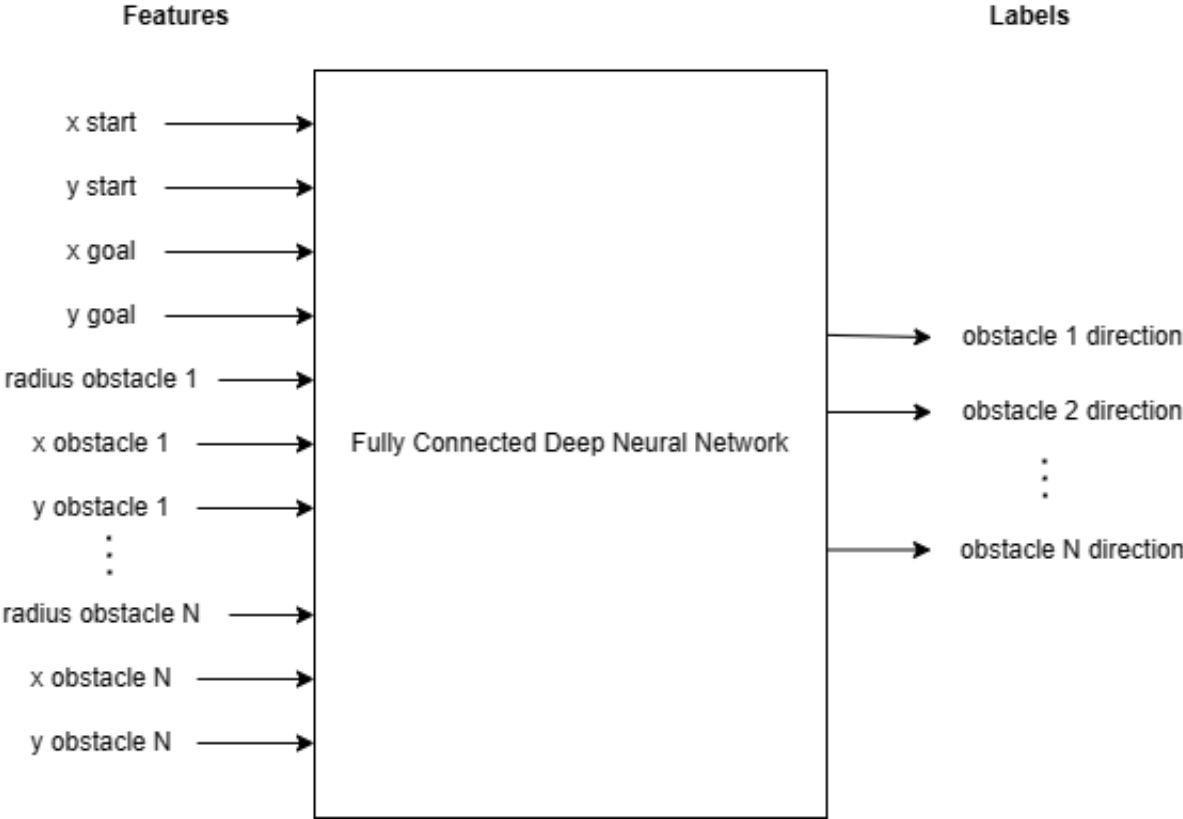 Features
Labels
x start
y start
x goal
y goal
radius obstacle 1
x obstacle 1
y obstacle 1
radius obstacle N
x obstacle N
y obstacle N
Fully Connected Deep Neural Network
obstacle 1 direction
obstacle 2 direction
obstacle N direction